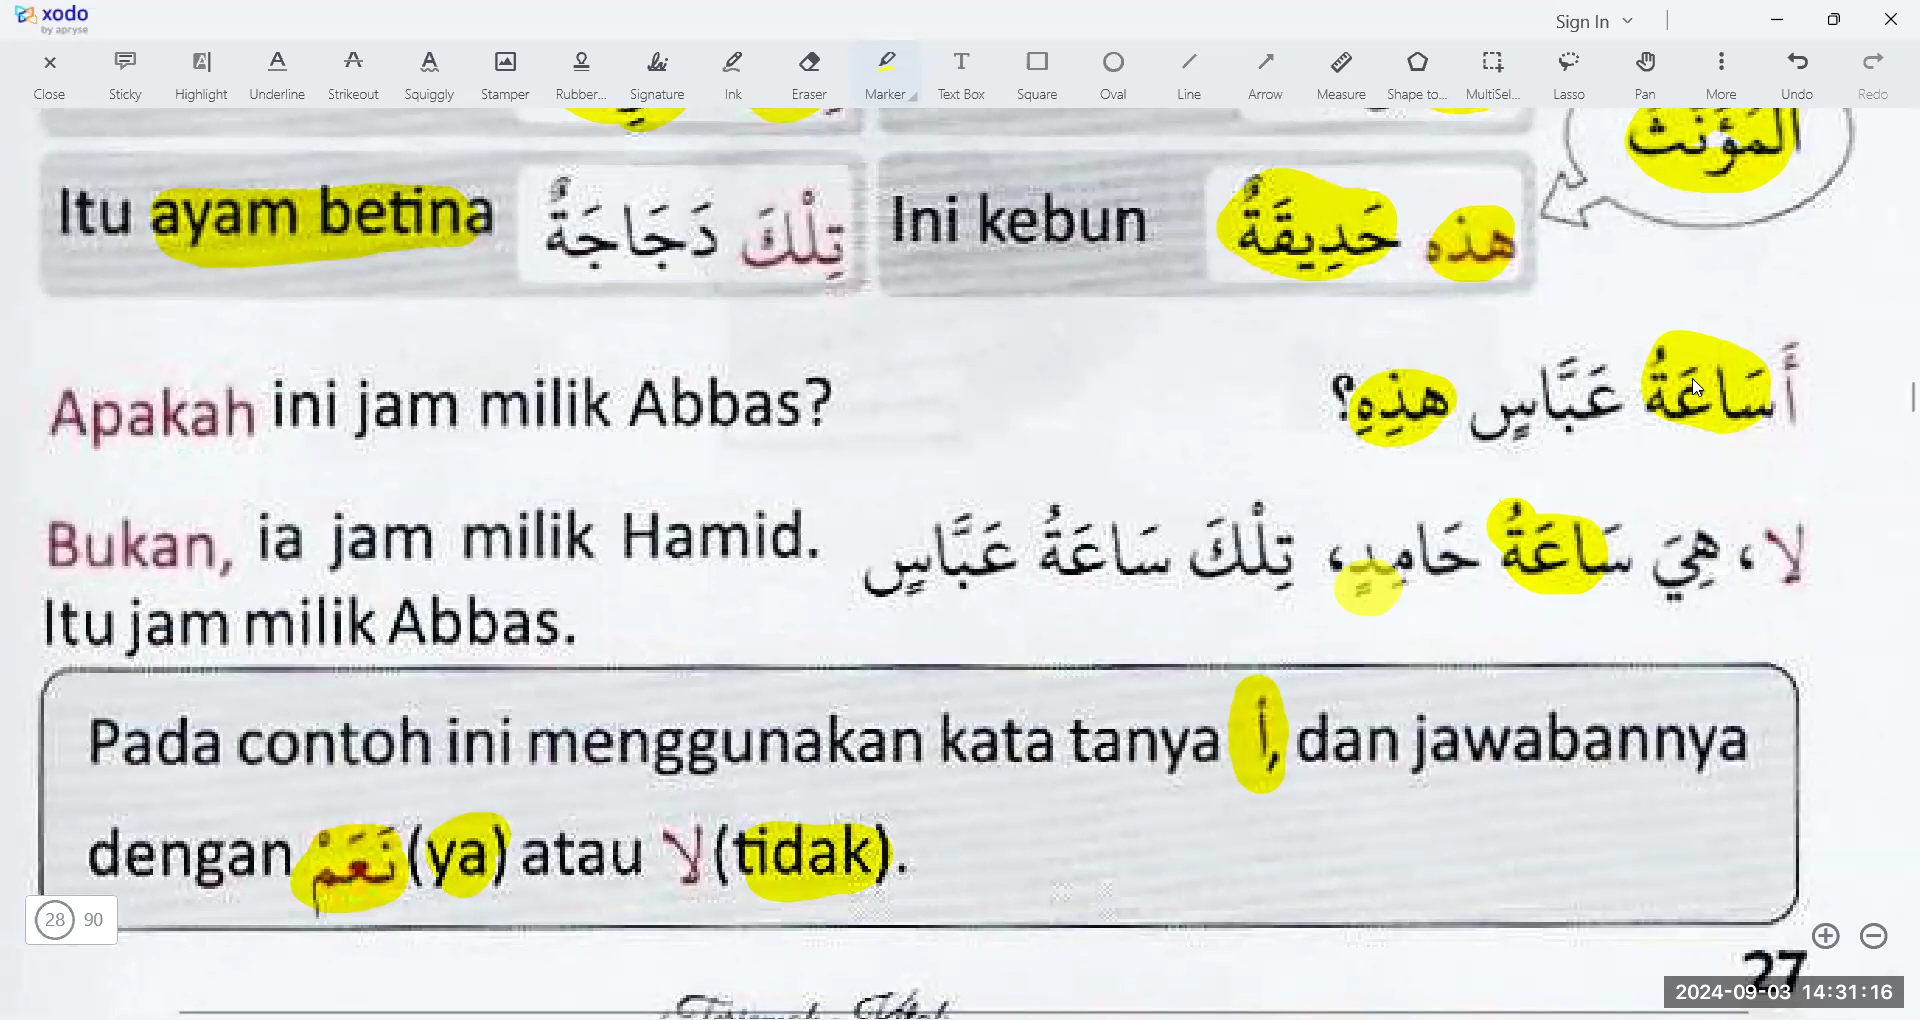 xodo
by apryse
Sign In
Close Sticky Highlight Underline Strikeout Squiggly Stamper Rubber... Signature Ink Eraser Marker Text Box Square Oval Line Arrow Measure Shape to... MultiSel... Lasso Pan More Undo Redo
المُؤَنَّث
Itu ayam betina تِلْكَ دَجَاجَةٌ
Ini kebun هذه حَدِيقَةٌ
Apakah ini jam milik Abbas? أَسَاعَةُ عَبَّاسٍ هذِهِ؟
Bukan, ia jam milik Hamid. لا، هِيَ سَاعَةُ حَامِدٍ، تِلْكَ سَاعَةُ عَبَّاسٍ
Itu jam milik Abbas.
Pada contoh ini menggunakan kata tanya أ, dan jawabannya
dengan نَعَمْ (ya) atau لا (tidak).
28 90
27
2024-09-03 14:31:16